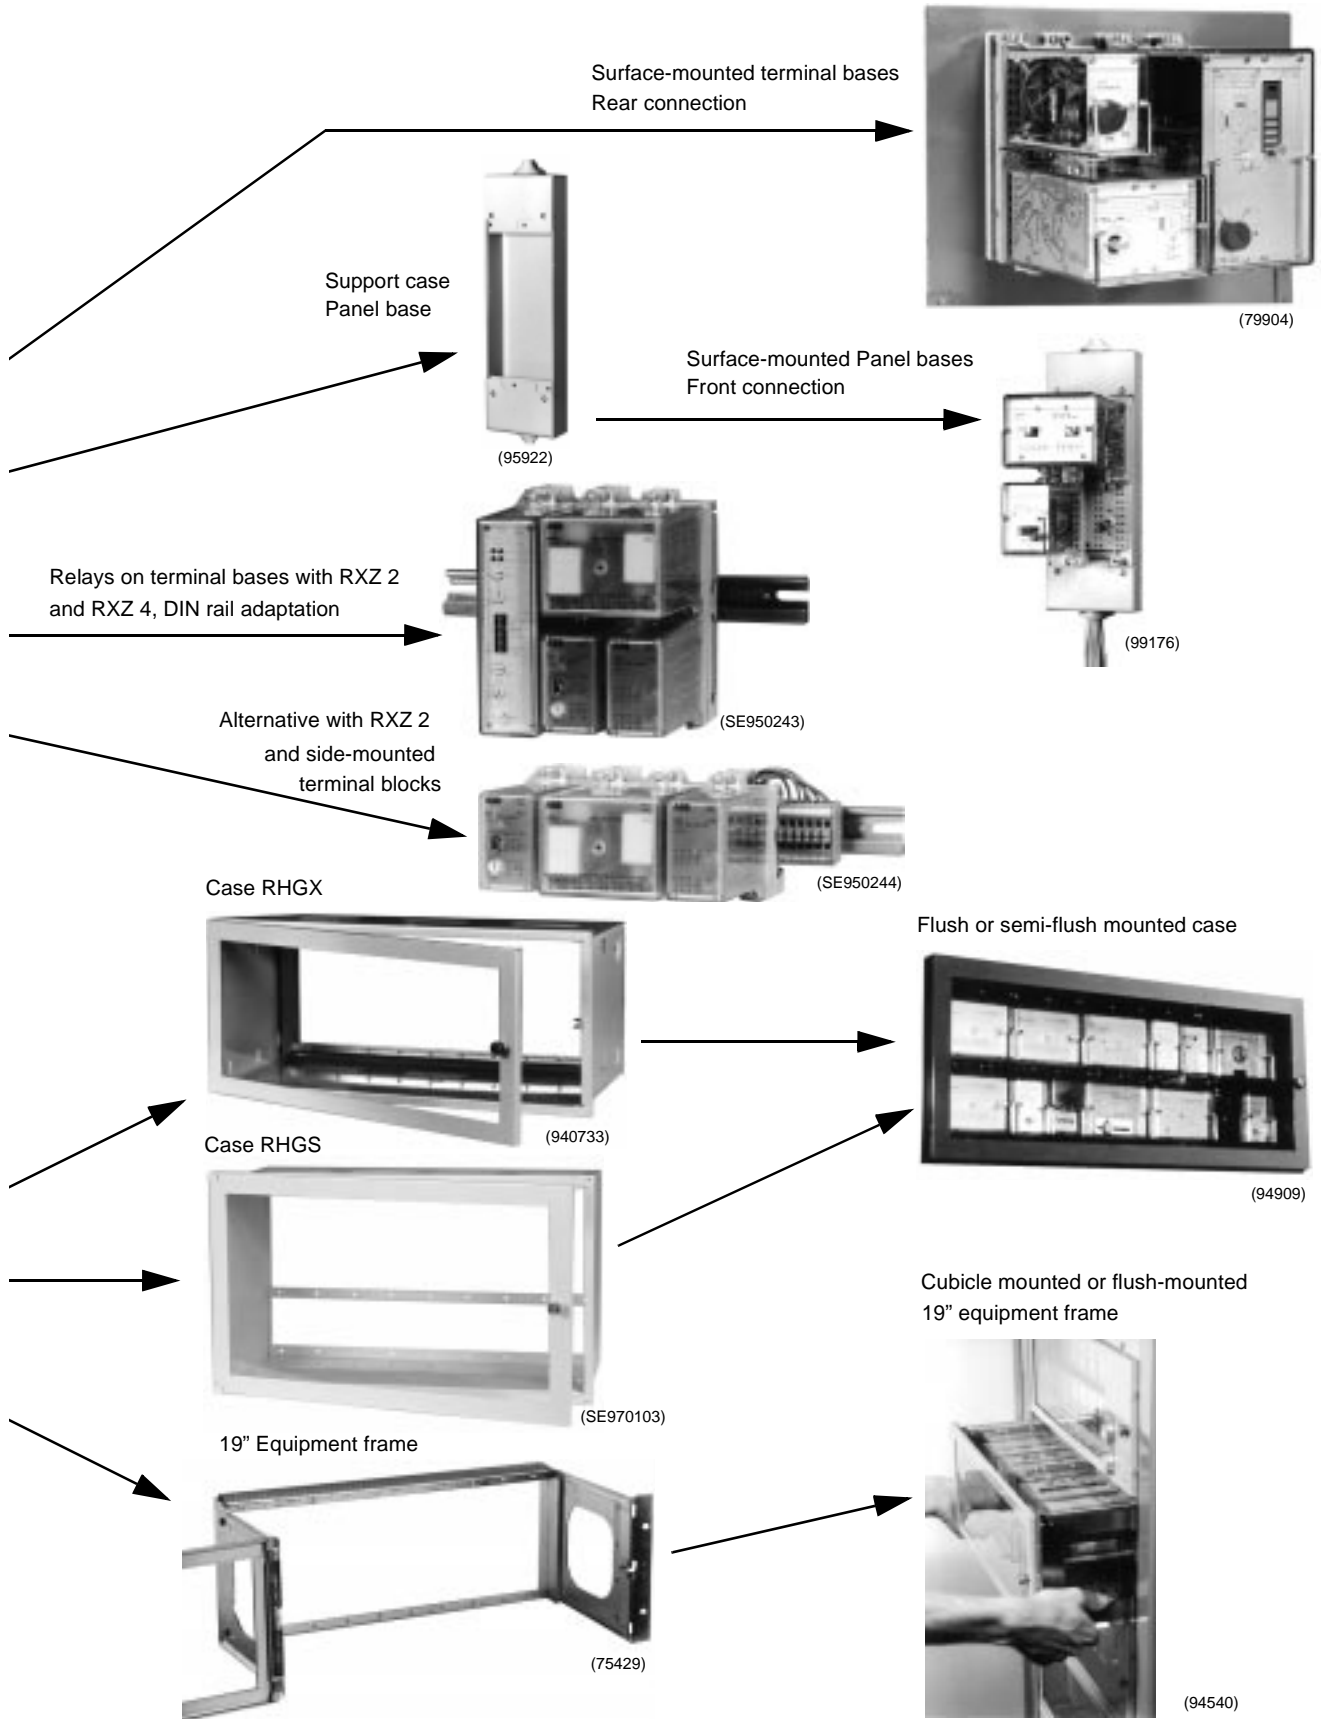 Surface-mounted terminal bases
Rear connection
(79904)
Support case
Panel base
(95922)
Surface-mounted Panel bases
Front connection
(99176)
Relays on terminal bases with RXZ 2
and RXZ 4, DIN rail adaptation
(SE950243)
Alternative with RXZ 2
and side-mounted
terminal blocks
(SE950244)
Case RHGX
(940733)
Flush or semi-flush mounted case
(94909)
Case RHGS
(SE970103)
Cubicle mounted or flush-mounted
19” equipment frame
(94540)
19” Equipment frame
(75429)